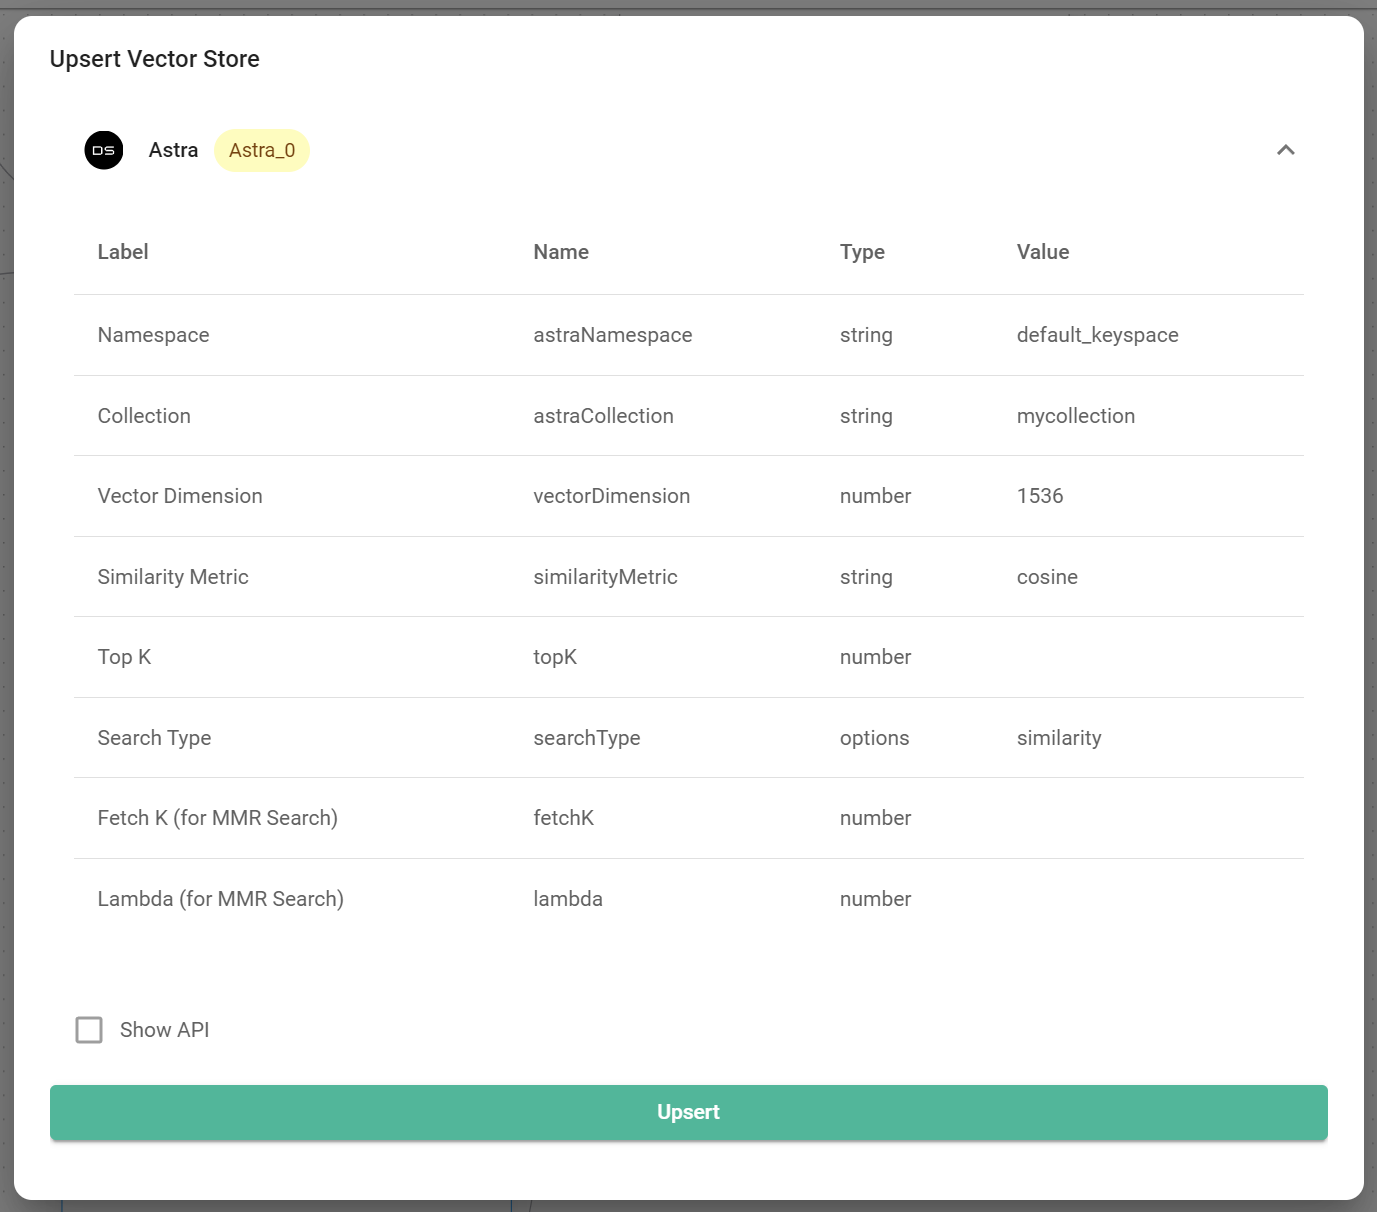 Upsert Vector Store
DS Astra Astra_0
Label Name Type Value
Namespace astraNamespace string default_keyspace
Collection astraCollection string mycollection
Vector Dimension vectorDimension number 1536
Similarity Metric similarityMetric string cosine
Top K topK number
Search Type searchType options similarity
Fetch K (for MMR Search) fetchK number
Lambda (for MMR Search) lambda number
Show API
Upsert